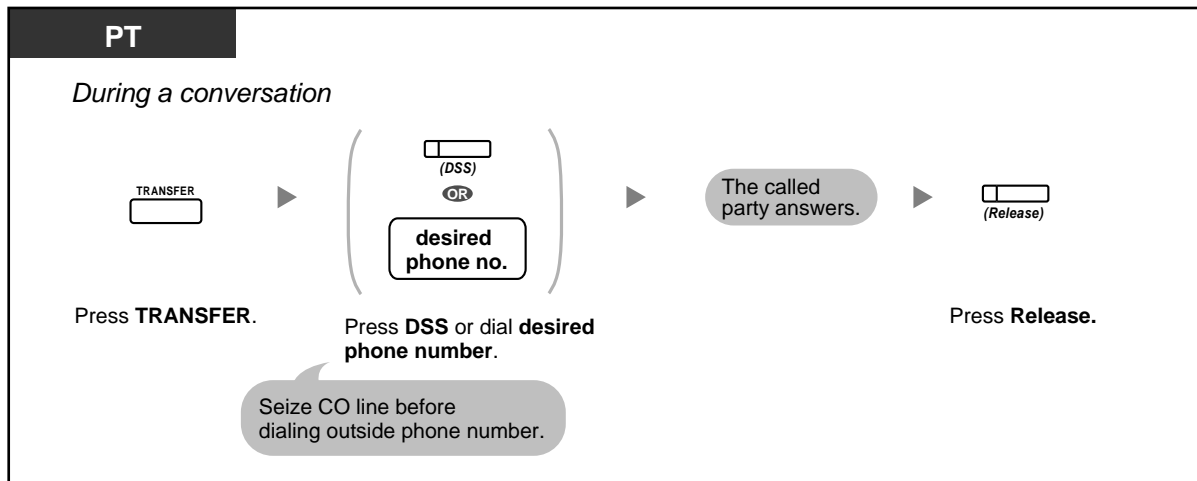 PT
During a conversation
TRANSFER
(DSS)
OR
desired
phone no.
The called
party answers.
(Release)
Press TRANSFER.
Press DSS or dial desired
phone number.
Press Release.
Seize CO line before
dialing outside phone number.